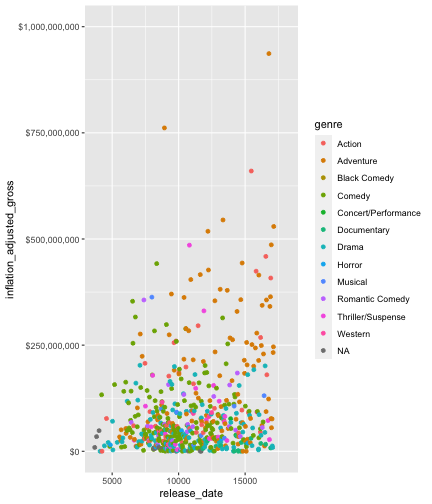 $1,000,000,000
$750,000,000
$500,000,000
$250,000,000
$0
inflation_adjusted_gross
5000 10000 15000
release_date
genre
Action
Adventure
Black Comedy
Comedy
Concert/Performance
Documentary
Drama
Horror
Musical
Romantic Comedy
Thriller/Suspense
Western
NA